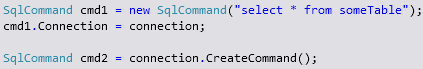 SqlCommand cmd1 = new SqlCommand("select * from someTable");
cmd1.Connection = connection;
SqlCommand cmd2 = connection.CreateCommand();